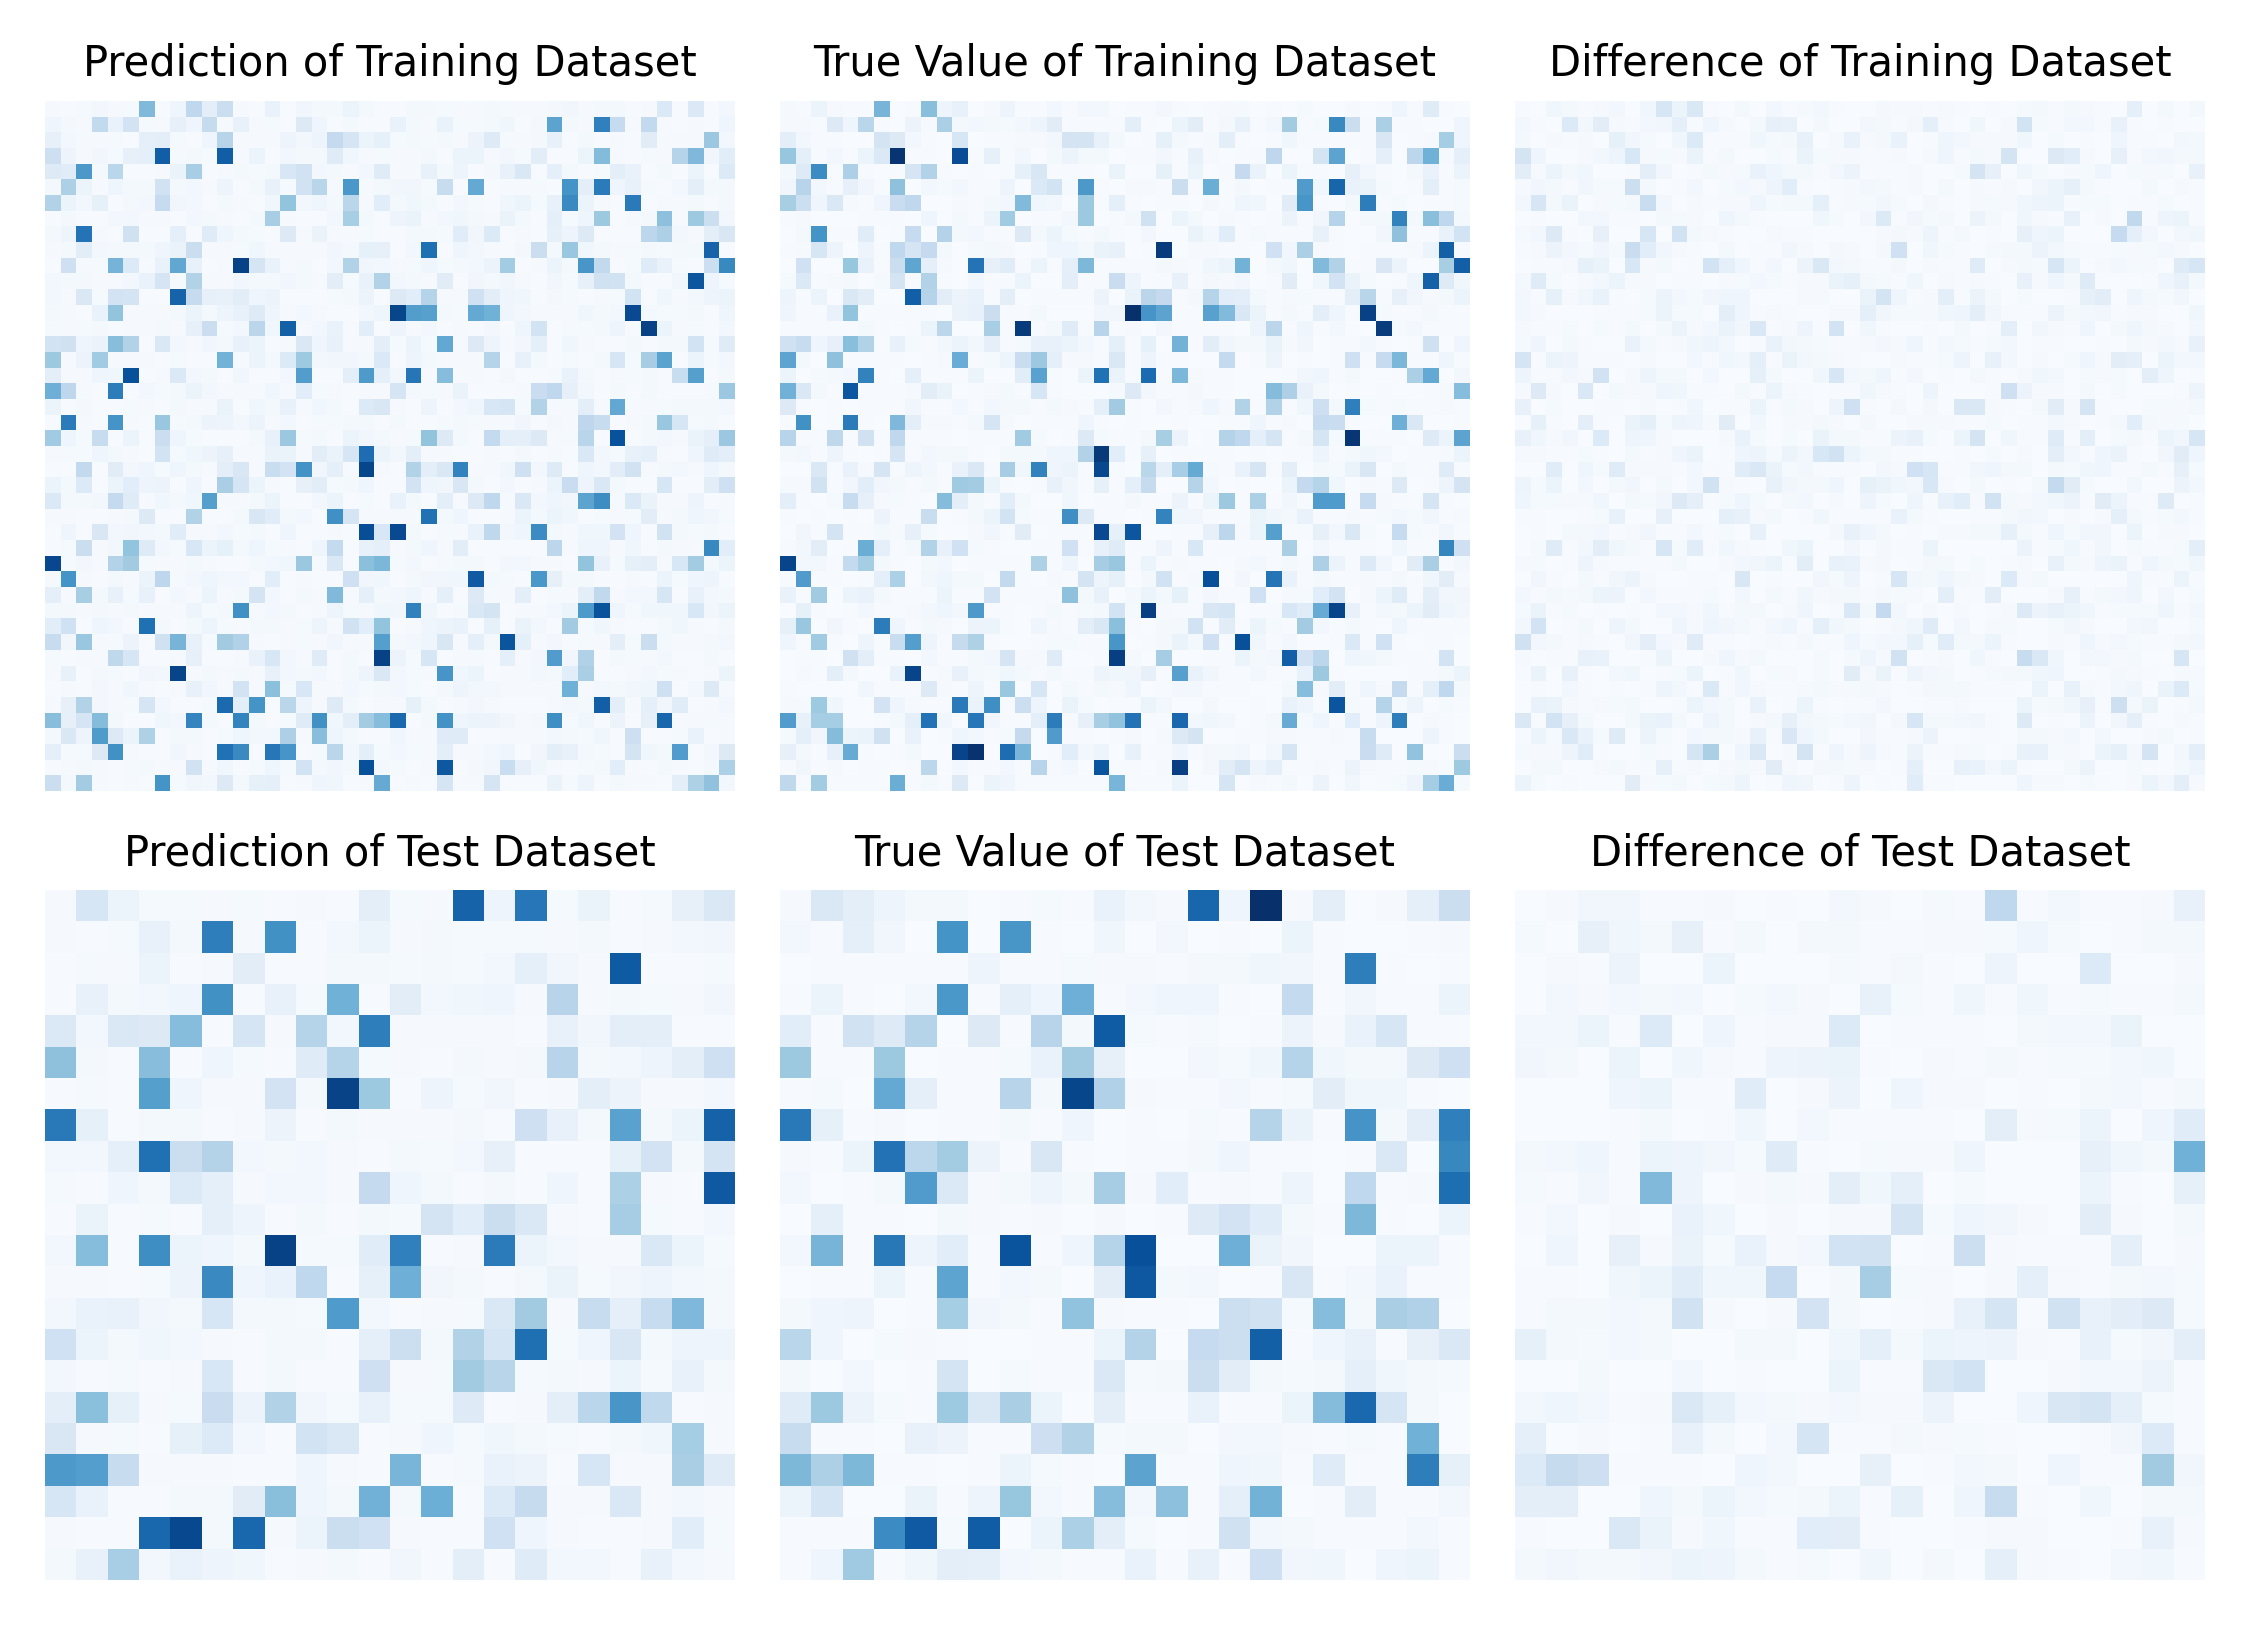 Prediction of Training Dataset
True Value of Training Dataset
Difference of Training Dataset
Prediction of Test Dataset
True Value of Test Dataset
Difference of Test Dataset